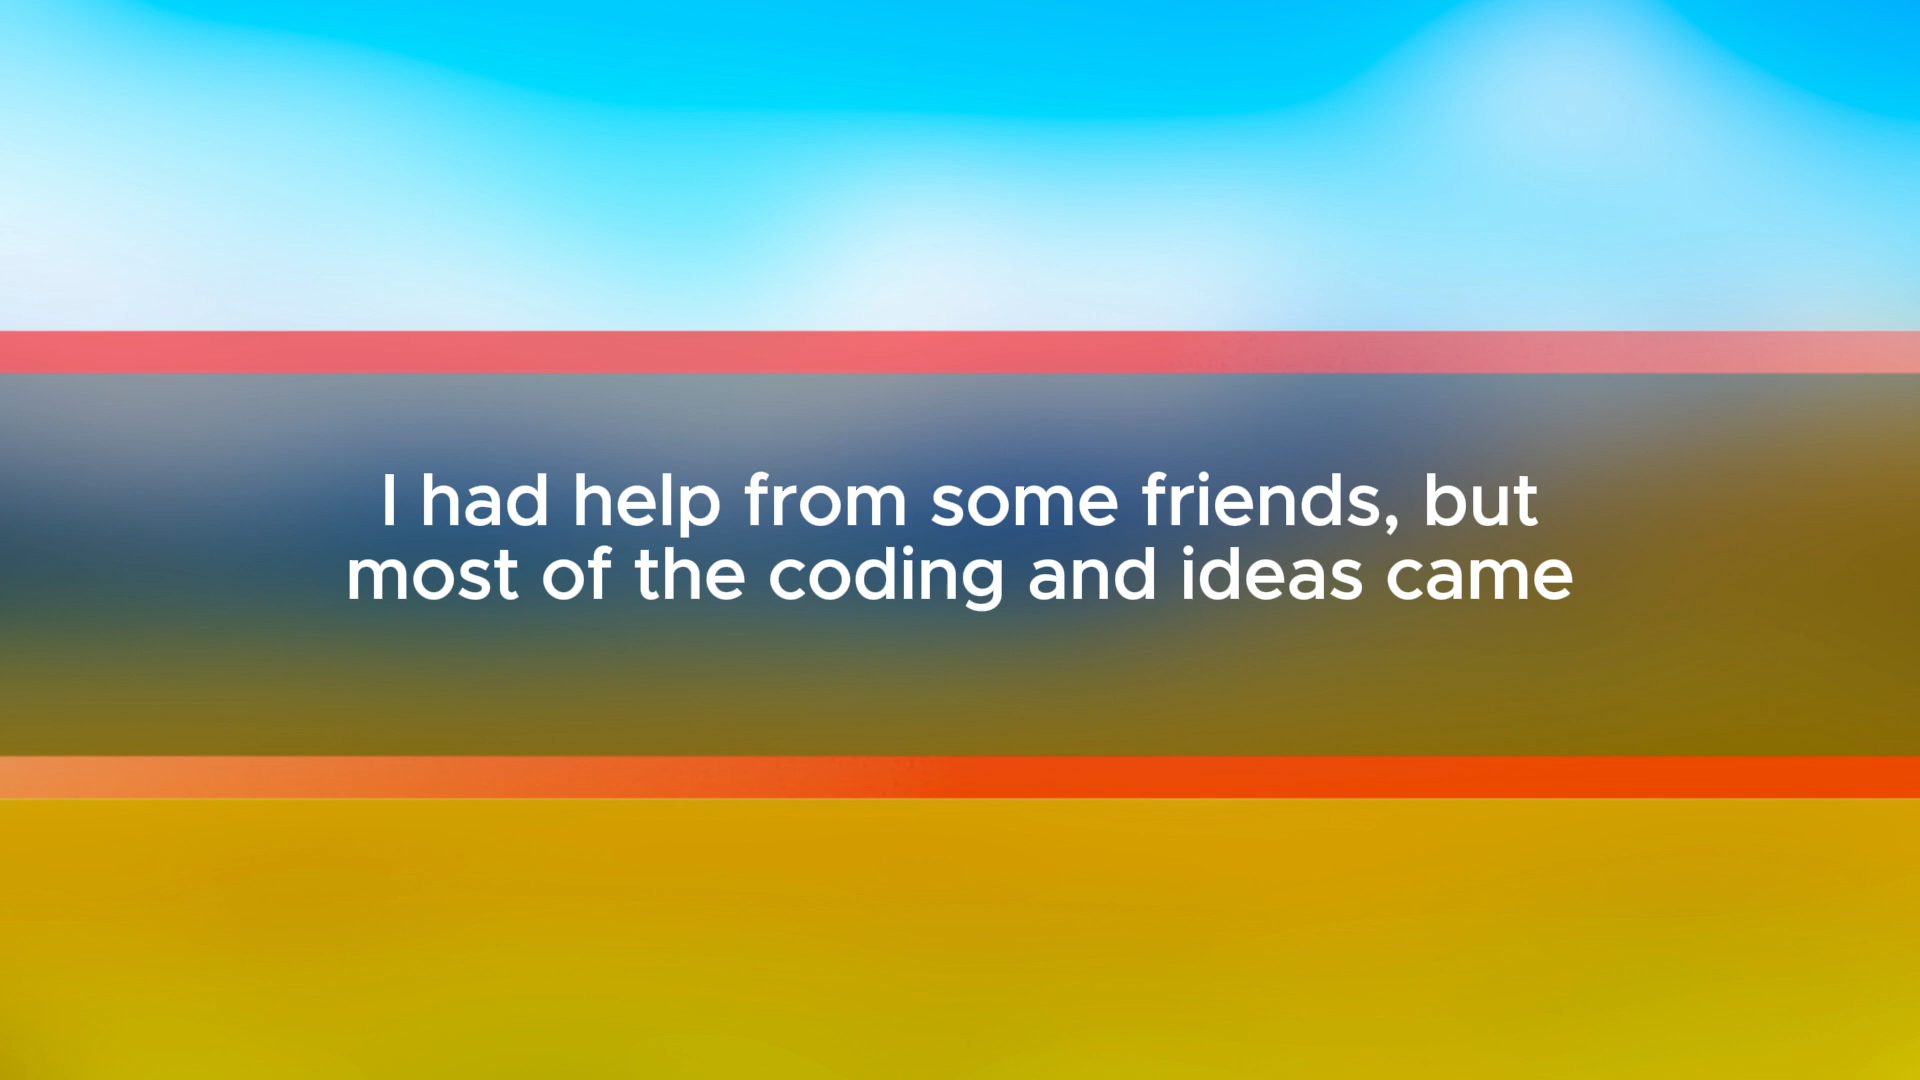 I had help from some friends, but
most of the coding and ideas came